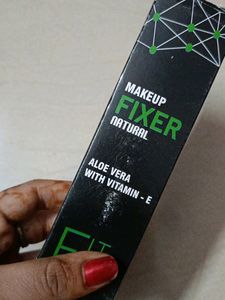 MAKEUP
FIXER
NATURAL
ALOE VERA
WITH VITAMIN - E